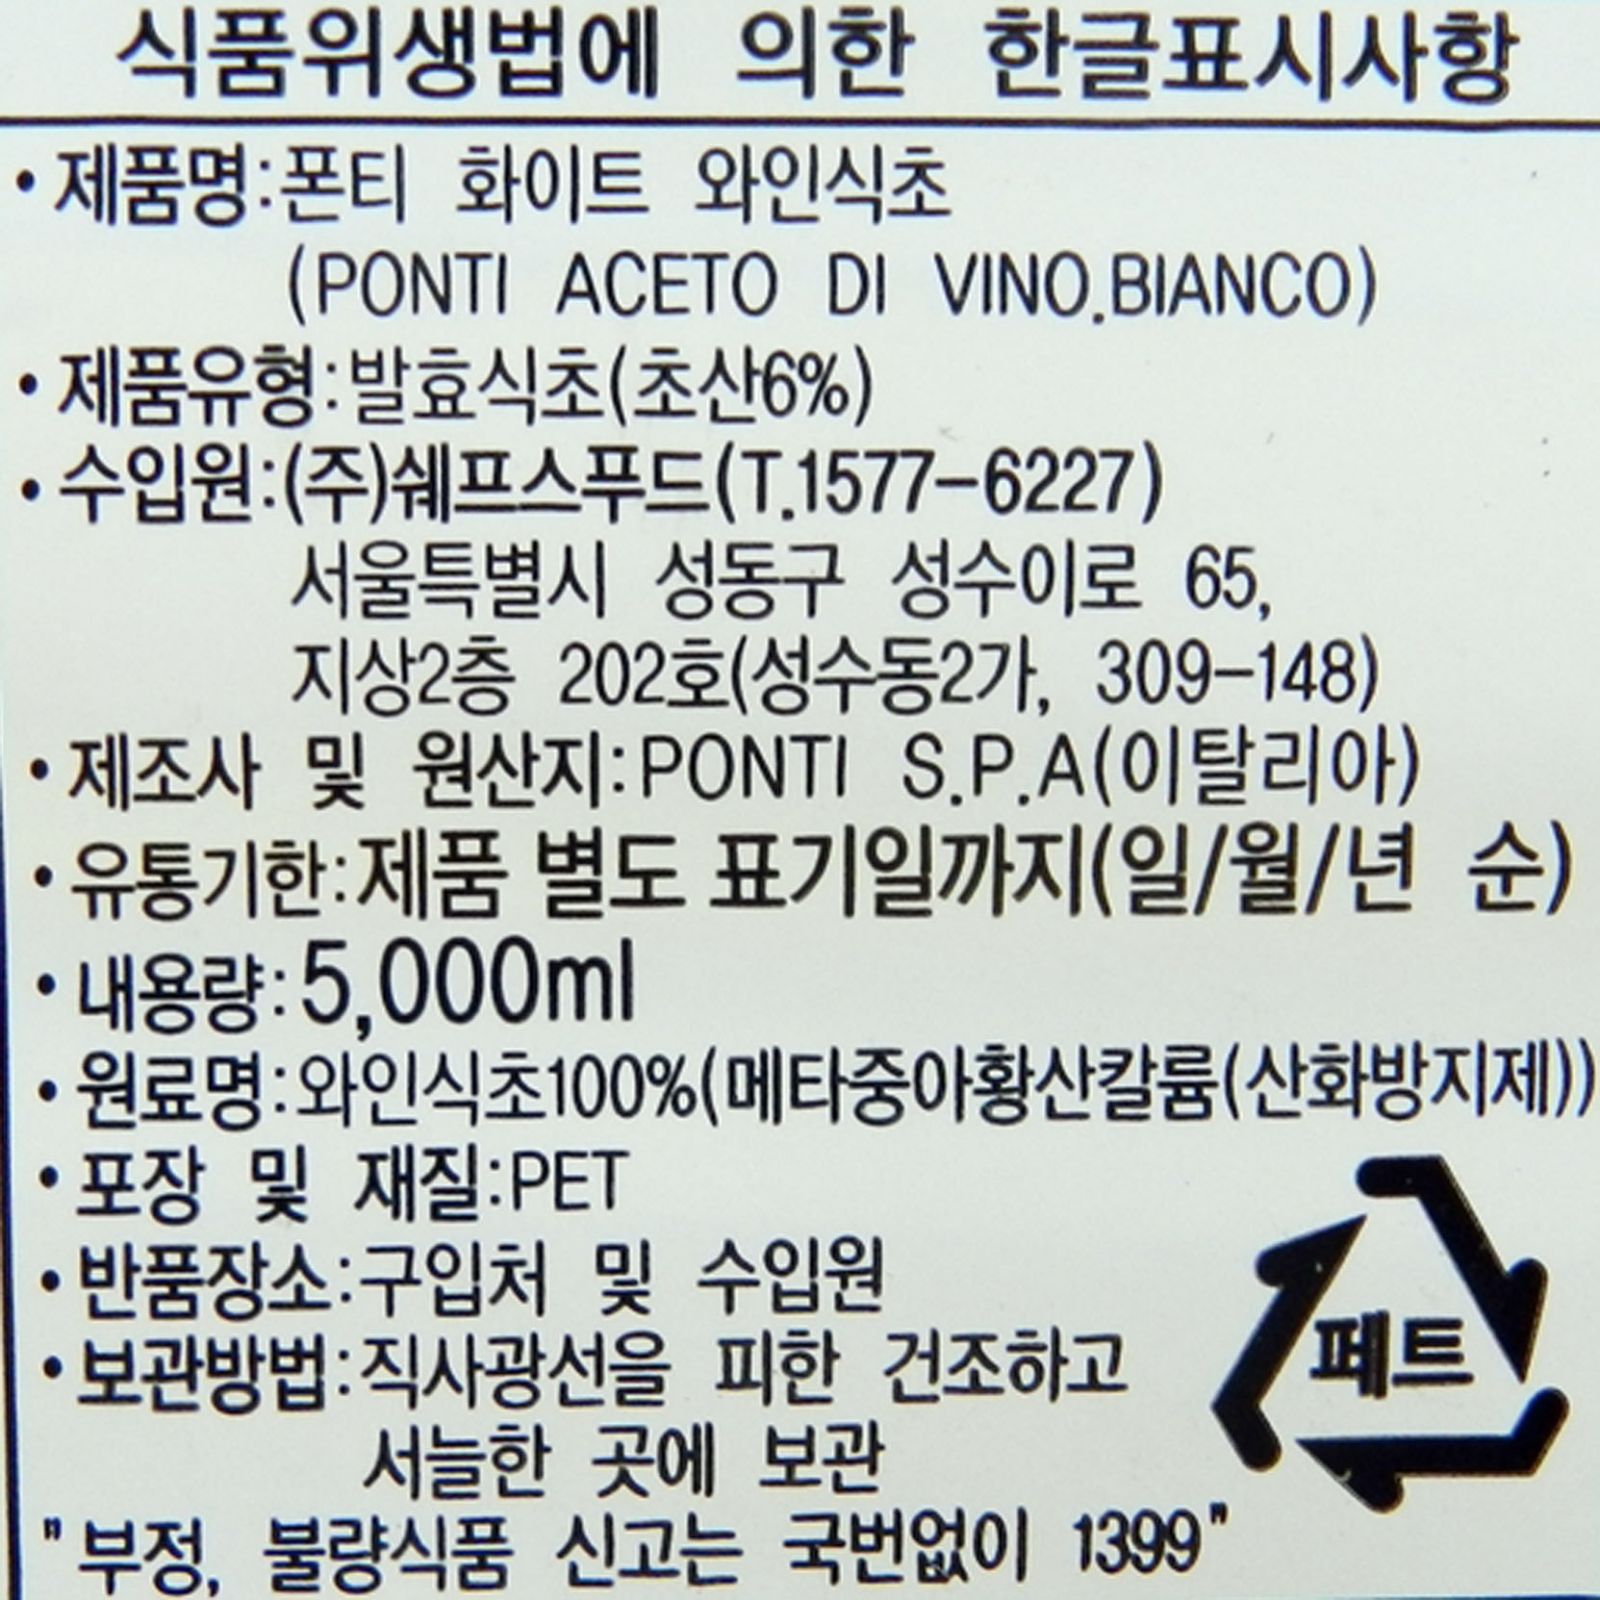 식품위생법에 의한 한글표시사항
• 제품명:폰티 화이트 와인식초
(PONTI ACETO DI VINO.BIANCO)
• 제품유형:발효식초(초산6%)
• 수입원:(주)쉐프스푸드(T.1577-6227)
서울특별시 성동구 성수이로 65,
지상2층 202호(성수동2가, 309-148)
• 제조사 및 원산지:PONTI S.P.A(이탈리아)
• 유통기한:제품 별도 표기일까지(일/월/년 순)
• 내용량:5,000ml
• 원료명:와인식초100%(메타중아황산칼륨(산화방지제))
• 포장 및 재질:PET
• 반품장소:구입처 및 수입원
• 보관방법:직사광선을 피한 건조하고
서늘한 곳에 보관
페트
"부정, 불량식품 신고는 국번없이 1399"